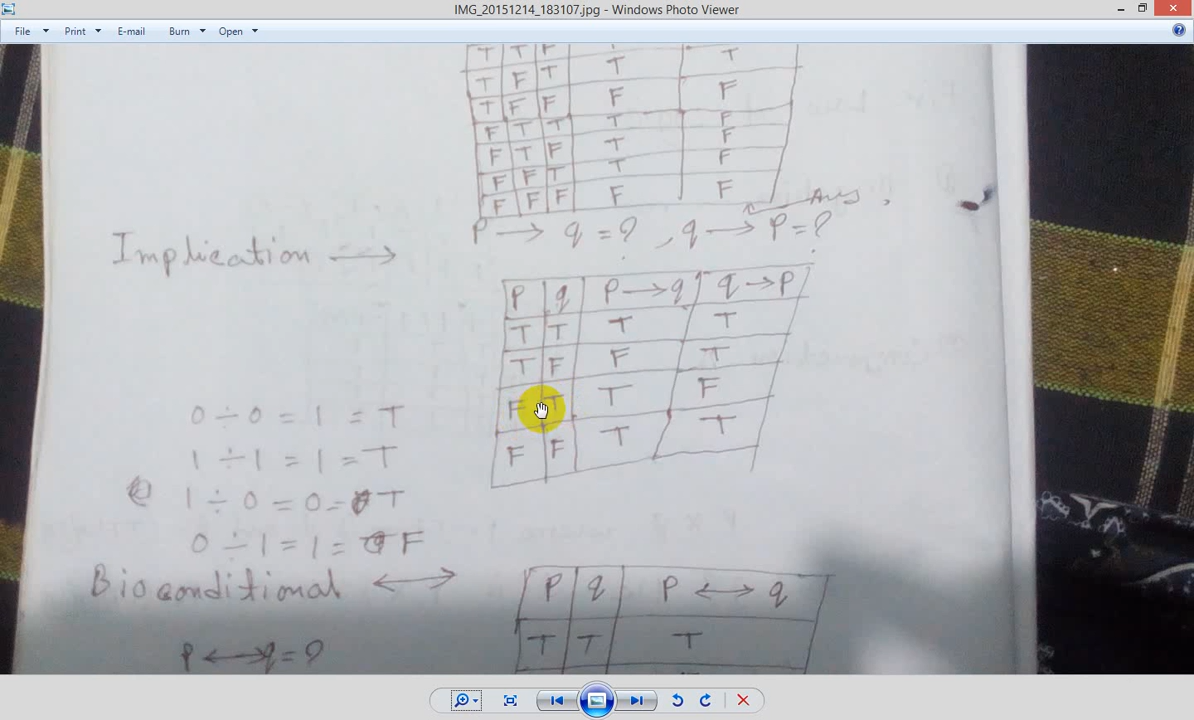 IMG_20151214_183107.jpg - Windows Photo Viewer
File Print E-mail Burn Open
T T F T
T F T T T
T F F F F
F T T T F
F T F T F
F F T T F
F F F F F
Ans.
P → q = ? , q → P = ?
Implication →
P q P → q q → P
T T T T
T F F T
F T T F
F F T T
0 ÷ 0 = 1 = T
1 ÷ 1 = 1 = T
1 ÷ 0 = 0 = T
0 ÷ 1 = 1 = F
Bioconditional ↔
P q P ↔ q
T T T
P ↔ q = ?